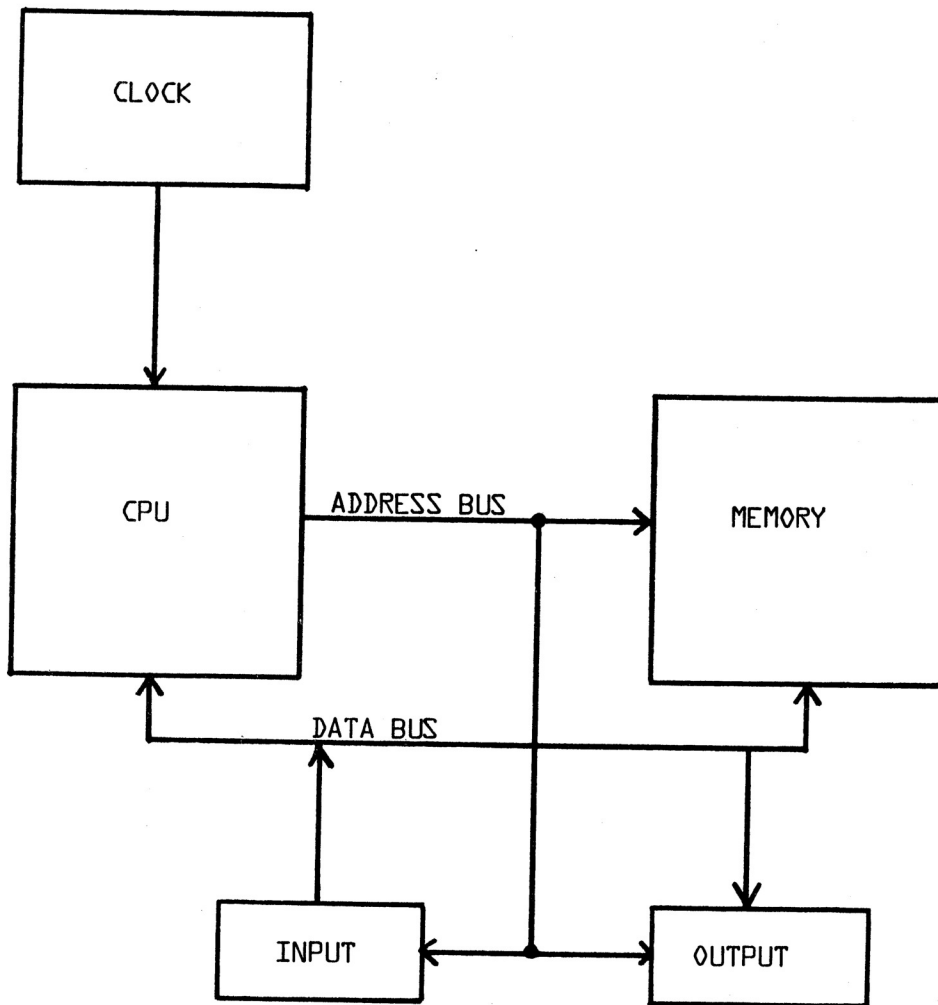 CLOCK
CPU
ADDRESS BUS
MEMORY
DATA BUS
INPUT
OUTPUT